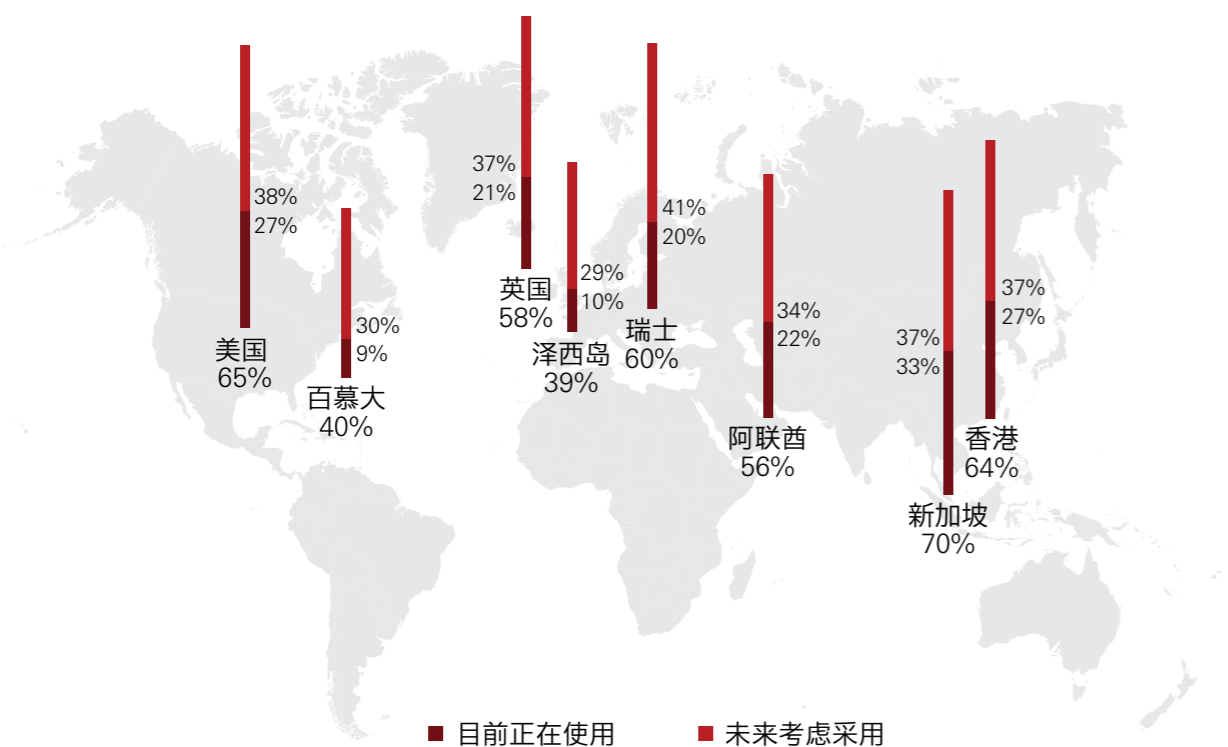 38%
27%
美国
65%
30%
9%
百慕大
40%
37%
21%
英国
58%
29%
10%
泽西岛
39%
41%
20%
瑞士
60%
34%
22%
阿联酋
56%
37%
33%
新加坡
70%
37%
27%
香港
64%
目前正在使用
未来考虑采用